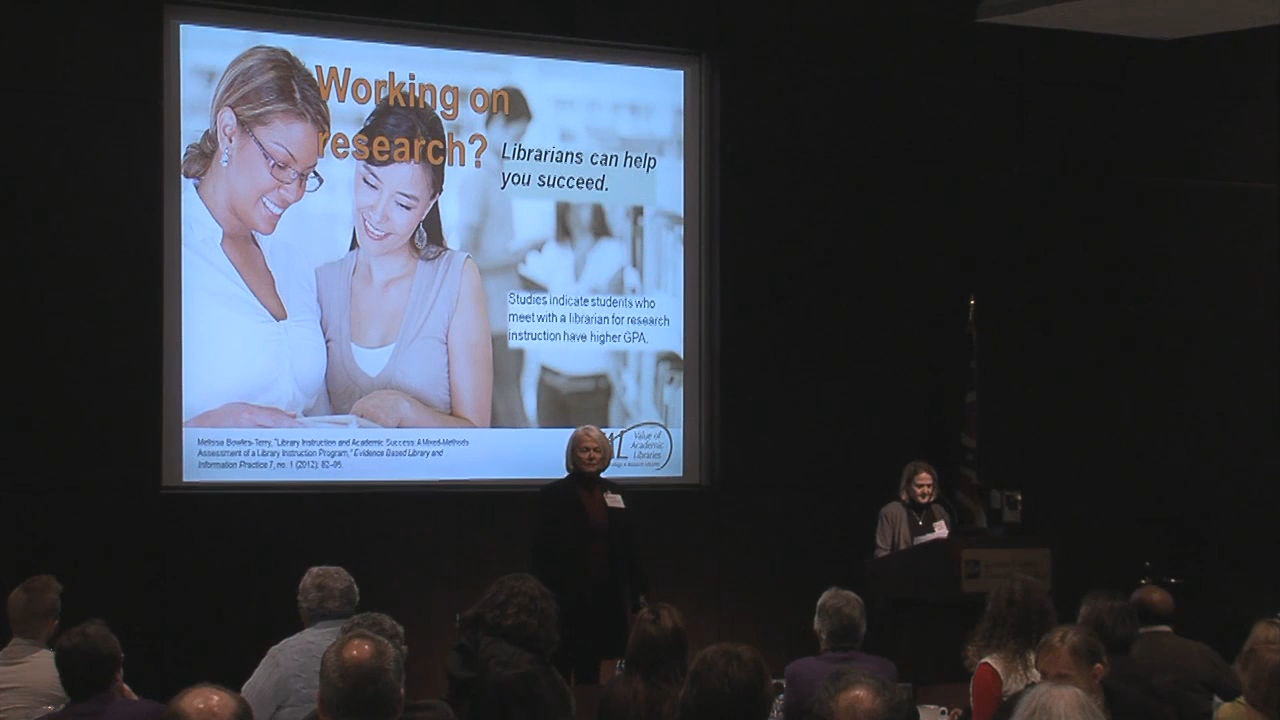 Working on
research?
Librarians can help
you succeed.
Studies indicate students who
meet with a librarian for research
instruction have higher GPA.
Melissa Bowles-Terry, "Library Instruction and Academic Success: A Mixed-Methods
Assessment of a Library Instruction Program," Evidence Based Library and
Information Practice 7, no. 1 (2012): 82–95.
Value of
Academic
Libraries